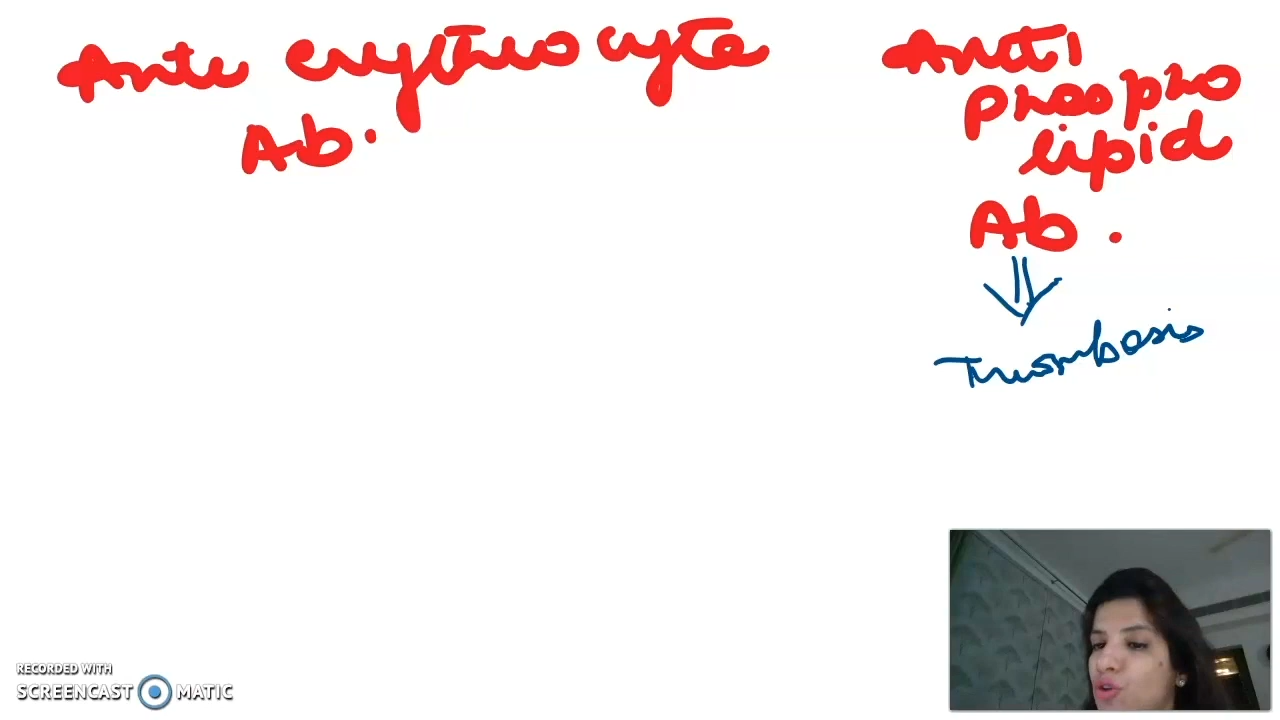 Anti erythrocyte
Ab.
Anti
phospho
lipid
Ab.
Thrombosis
RECORDED WITH
SCREENCAST MATIC